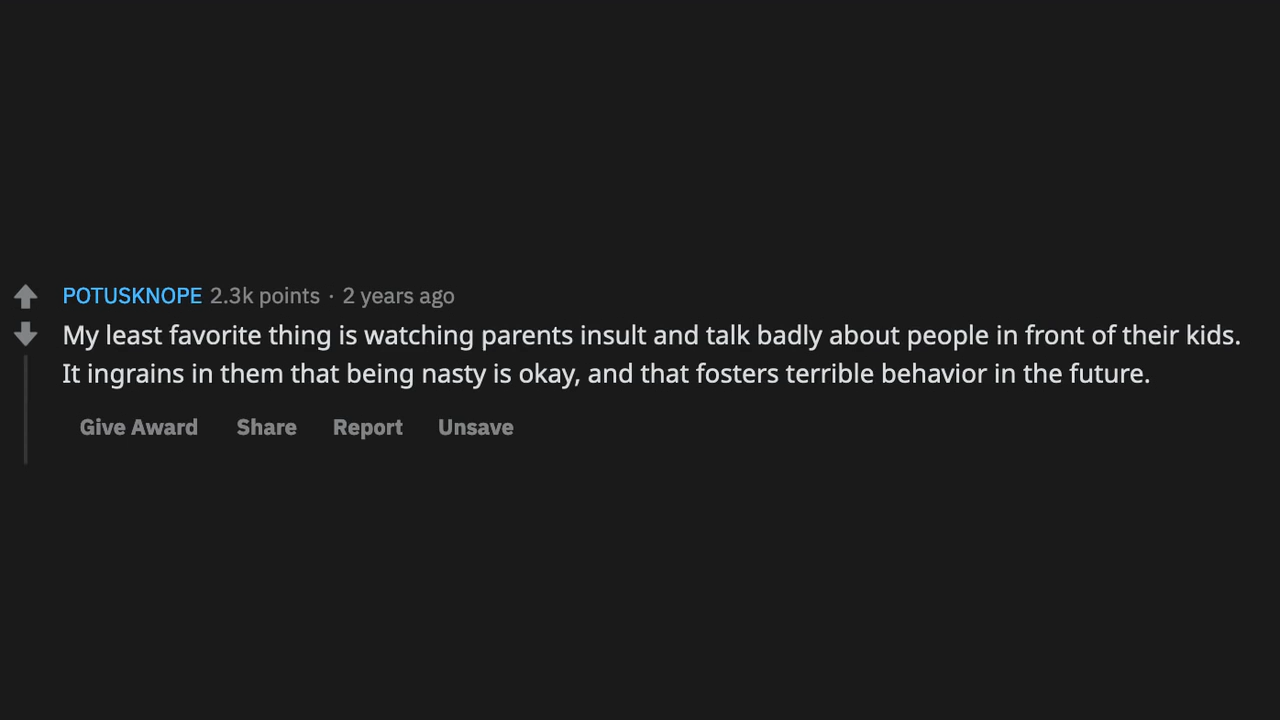 POTUSKNOPE 2.3k points · 2 years ago
My least favorite thing is watching parents insult and talk badly about people in front of their kids.
It ingrains in them that being nasty is okay, and that fosters terrible behavior in the future.
Give Award Share Report Unsave